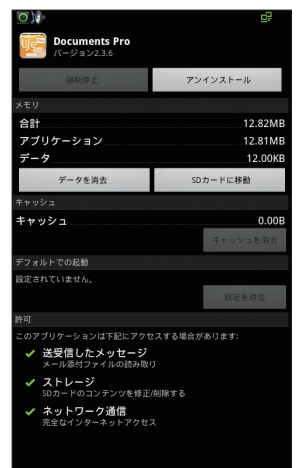 Documents Pro
バージョン2.3.6
強制停止
アンインストール
メモリ
合計 12.82MB
アプリケーション 12.81MB
データ 12.00KB
データを消去
SDカードに移動
キャッシュ
キャッシュ 0.00B
キャッシュを消去
デフォルトでの起動
設定されていません。
設定を消去
許可
このアプリケーションは下記にアクセスする場合があります:
送受信したメッセージ
メール添付ファイルの読み取り
ストレージ
SDカードのコンテンツを修正/削除する
ネットワーク通信
完全なインターネットアクセス